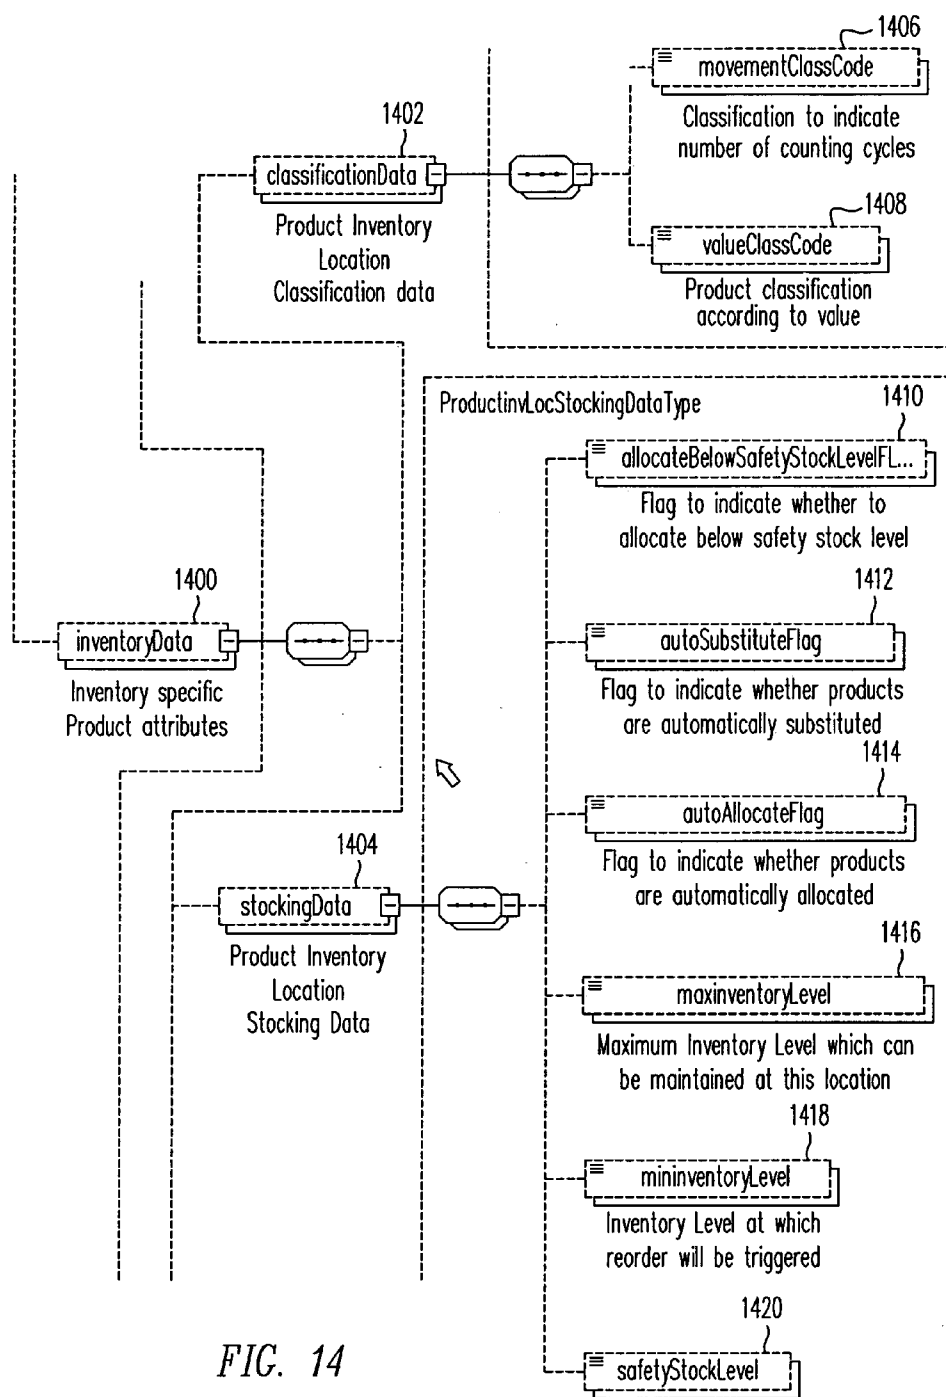 1406
movementClassCode
Classification to indicate
number of counting cycles
1402
classificationData
Product Inventory
Location
Classification data
1408
valueClassCode
Product classification
according to value
ProductinvLocStockingDataType
1410
allocateBelowSafetyStockLevelFL...
Flag to indicate whether to
allocate below safety stock level
1400
inventoryData
Inventory specific
Product attributes
1412
autoSubstituteFlag
Flag to indicate whether products
are automatically substituted
1414
autoAllocateFlag
Flag to indicate whether products
are automatically allocated
1404
stockingData
Product Inventory
Location
Stocking Data
1416
maxinventoryLevel
Maximum Inventory Level which can
be maintained at this location
1418
mininventoryLevel
Inventory Level at which
reorder will be triggered
1420
safetyStockLevel
FIG. 14